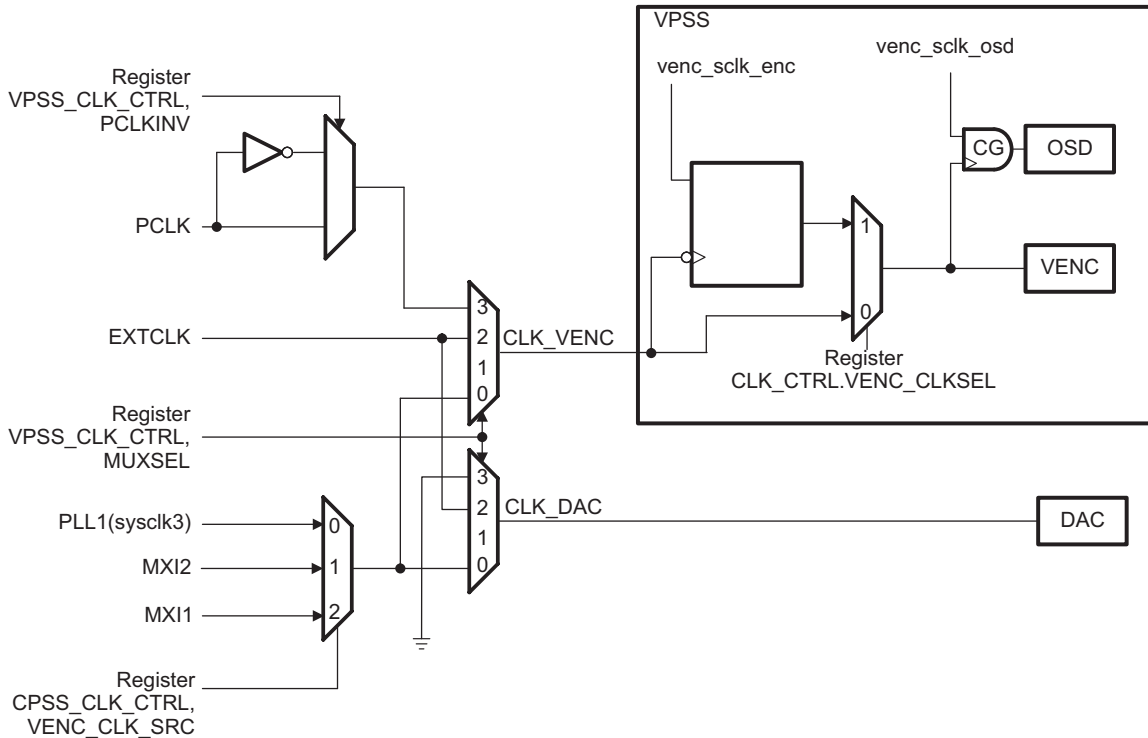 VPSS
venc_sclk_osd
venc_sclk_enc
Register
VPSS_CLK_CTRL,
PCLKINV
CG
OSD
PCLK
1
VENC
3
EXTCLK
2
CLK_VENC
0
1
Register
CLK_CTRL.VENC_CLKSEL
0
Register
VPSS_CLK_CTRL,
MUXSEL
3
2
CLK_DAC
PLL1(sysclk3)
0
DAC
1
MXI2
1
0
MXI1
2
Register
CPSS_CLK_CTRL,
VENC_CLK_SRC